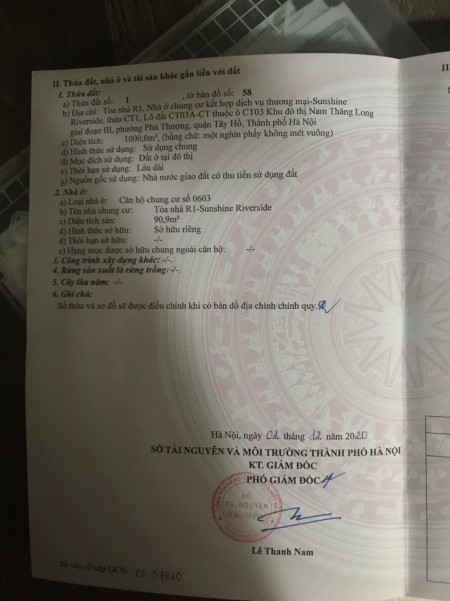 II. Thửa đất, nhà ở và tài sản khác gắn liền với đất
1. Thửa đất:
a) Thửa đất số: 1 , tờ bản đồ số: 58
b) Địa chỉ: Tòa nhà R1, Nhà ở chung cư kết hợp dịch vụ thương mại-Sunshine
Riverside, thửa CT1, Lô đất CT03A-CT thuộc ô CT03 Khu đô thị Nam Thăng Long
giai đoạn III, phường Phú Thượng, quận Tây Hồ, Thành phố Hà Nội
c) Diện tích: 1000,0m², (bằng chữ: một nghìn phẩy không mét vuông)
d) Hình thức sử dụng: Sử dụng chung
đ) Mục đích sử dụng: Đất ở tại đô thị
e) Thời hạn sử dụng: Lâu dài
g) Nguồn gốc sử dụng: Nhà nước giao đất có thu tiền sử dụng đất
2. Nhà ở:
a) Loại nhà ở: Căn hộ chung cư số 0603
b) Tên nhà chung cư: Tòa nhà R1-Sunshine Riverside
c) Diện tích sàn: 90,9m²
d) Hình thức sở hữu: Sở hữu riêng
đ) Thời hạn sở hữu: -/-
e) Hạng mục được sở hữu chung ngoài căn hộ: -/-
3. Công trình xây dựng khác: -/-
4. Rừng sản xuất là rừng trồng: -/-
5. Cây lâu năm: -/-
6. Ghi chú:
Số thửa và sơ đồ sẽ được điều chỉnh khi có bản đồ địa chính chính quy.
Hà Nội, ngày 02 tháng 12 năm 2020
SỞ TÀI NGUYÊN VÀ MÔI TRƯỜNG THÀNH PHỐ HÀ NỘI
KT. GIÁM ĐỐC
PHÓ GIÁM ĐỐC
SỞ
TÀI NGUYÊN
Lê Thanh Nam
Số vào sổ cấp GCN: CS 57810